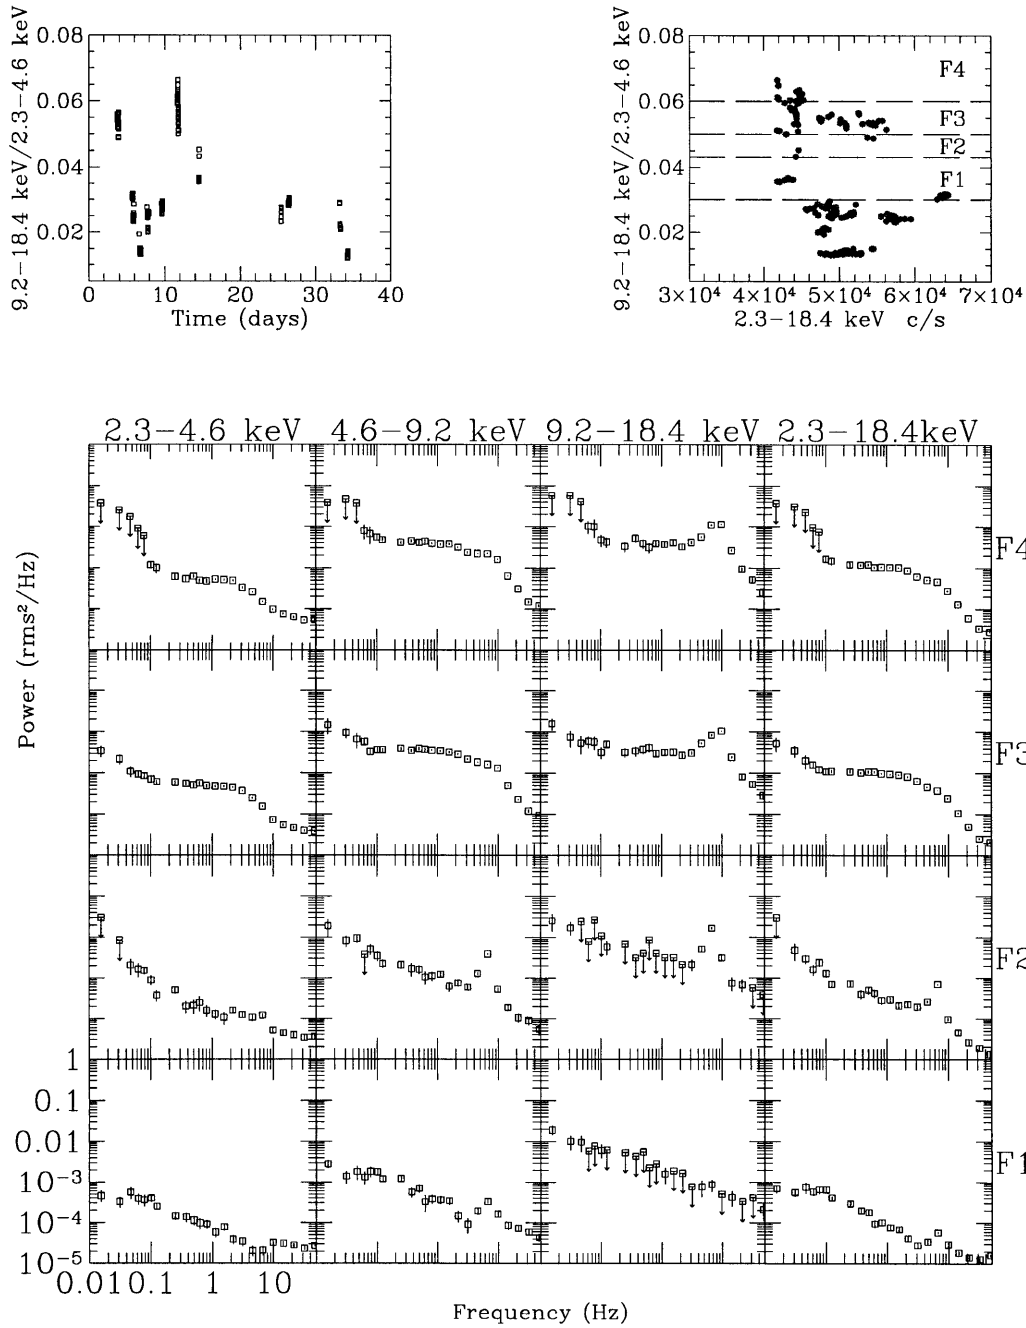 9.2−18.4 keV/2.3−4.6 keV
0.08
0.06
0.04
0.02
0 10 20 30 40
Time (days)
9.2−18.4 keV/2.3−4.6 keV
0.08
0.06
0.04
0.02
F4
F3
F2
F1
3×10⁴ 4×10⁴ 5×10⁴ 6×10⁴ 7×10⁴
2.3−18.4 keV c/s
2.3−4.6 keV 4.6−9.2 keV 9.2−18.4 keV 2.3−18.4keV
F4
F3
F2
F1
Power (rms²/Hz)
1
0.1
0.01
10⁻³
10⁻⁴
10⁻⁵
0.01 0.1 1 10
Frequency (Hz)